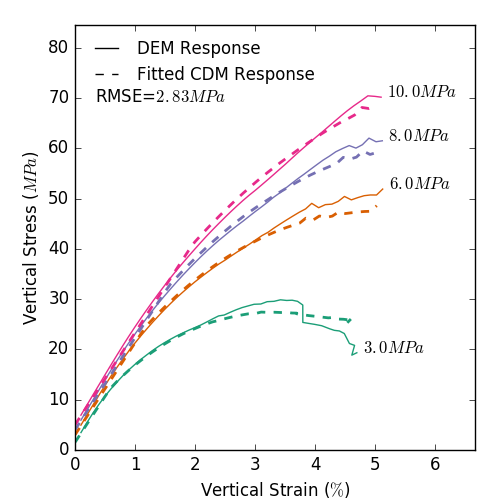 DEM Response
Fitted CDM Response
RMSE=2.83MPa
80
70
60
50
40
30
20
10
0
10.0MPa
8.0MPa
6.0MPa
3.0MPa
0 1 2 3 4 5 6
Vertical Strain (%)
Vertical Stress (MPa)